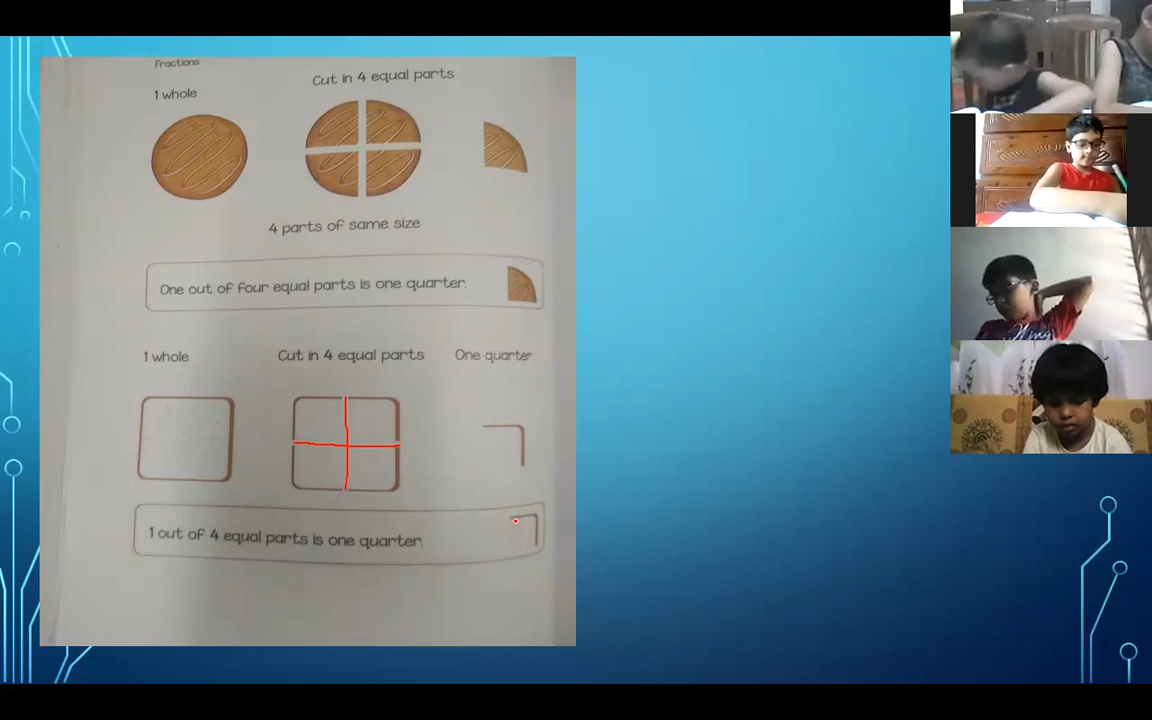 Fractions
1 whole
Cut in 4 equal parts
4 parts of same size
One out of four equal parts is one quarter.
1 whole
Cut in 4 equal parts
One quarter
1 out of 4 equal parts is one quarter.